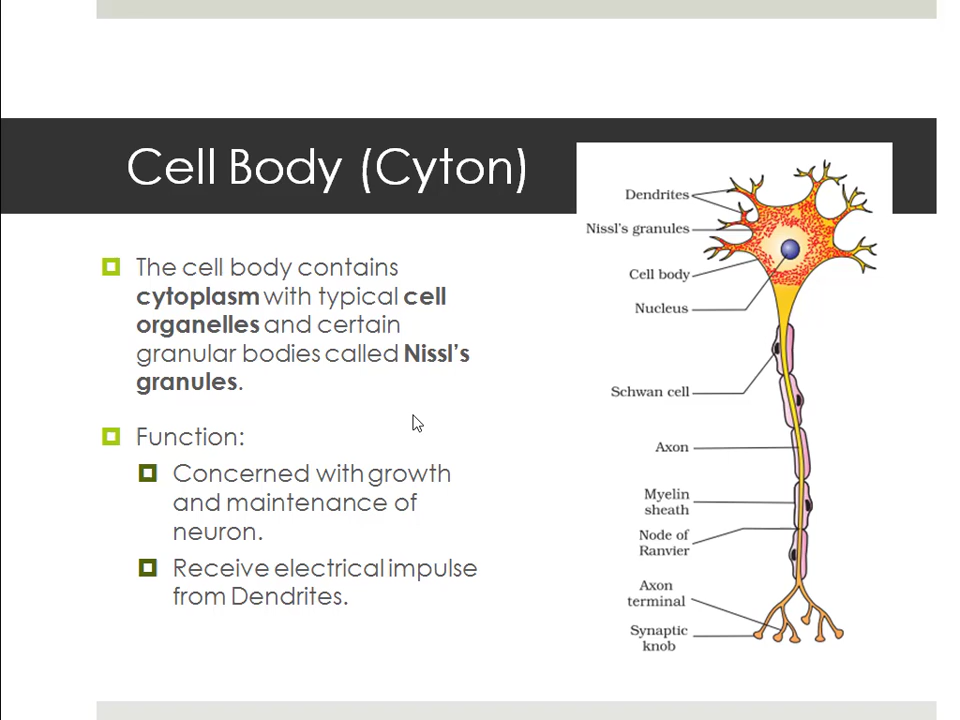 Cell Body (Cyton)
The cell body contains
cytoplasm with typical cell
organelles and certain
granular bodies called Nissl's
granules.
Function:
Concerned with growth
and maintenance of
neuron.
Receive electrical impulse
from Dendrites.
Dendrites
Nissl's granules
Cell body
Nucleus
Schwan cell
Axon
Myelin
sheath
Node of
Ranvier
Axon
terminal
Synaptic
knob